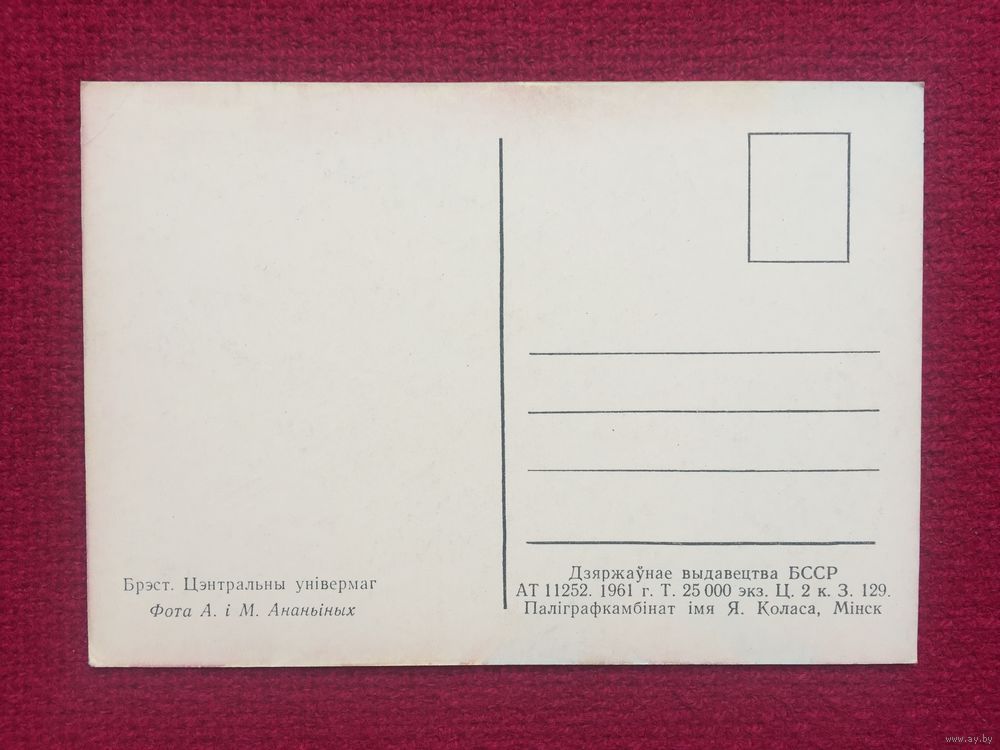 Брэст. Цэнтральны універмаг
Фота А. і М. Ананьіных
Дзяржаўнае выдавецтва БССР
АТ 11252. 1961 г. Т. 25 000 экз. Ц. 2 к. З. 129.
Паліграфкамбінат імя Я. Коласа, Мінск
www.ay.by